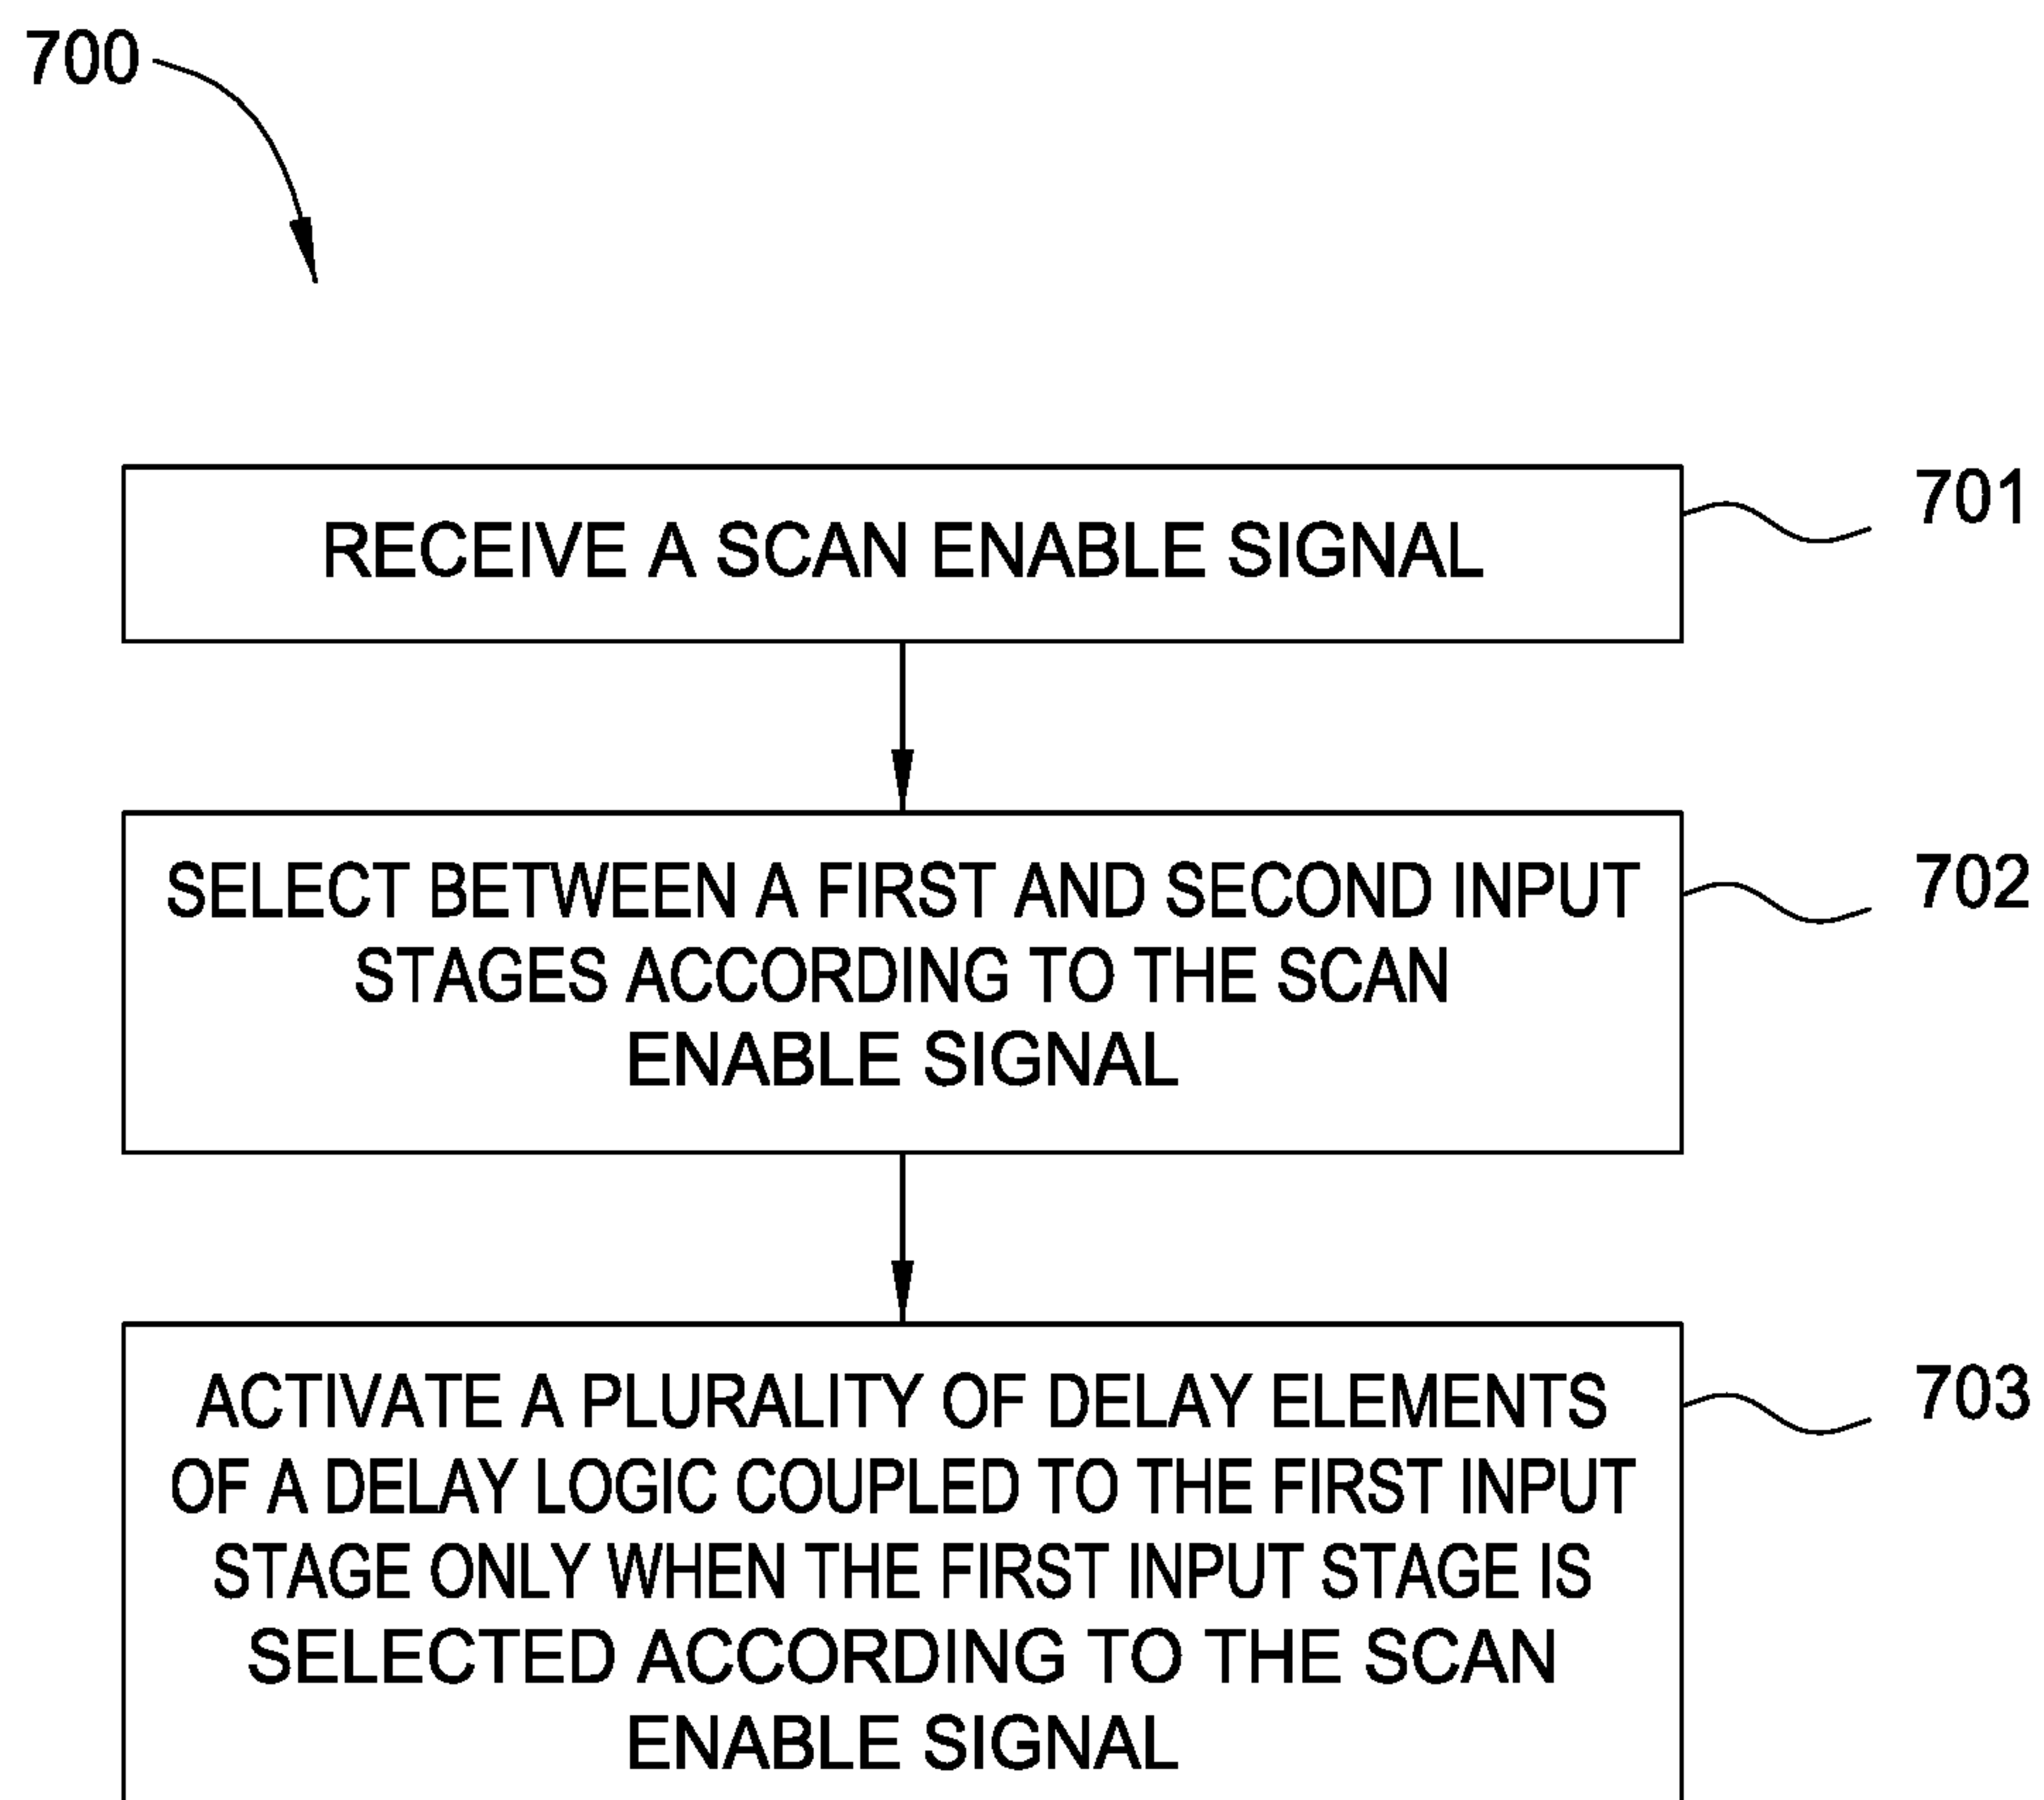 700
RECEIVE A SCAN ENABLE SIGNAL
701
SELECT BETWEEN A FIRST AND SECOND INPUT
STAGES ACCORDING TO THE SCAN
ENABLE SIGNAL
702
ACTIVATE A PLURALITY OF DELAY ELEMENTS
OF A DELAY LOGIC COUPLED TO THE FIRST INPUT
STAGE ONLY WHEN THE FIRST INPUT STAGE IS
SELECTED ACCORDING TO THE SCAN
ENABLE SIGNAL
703